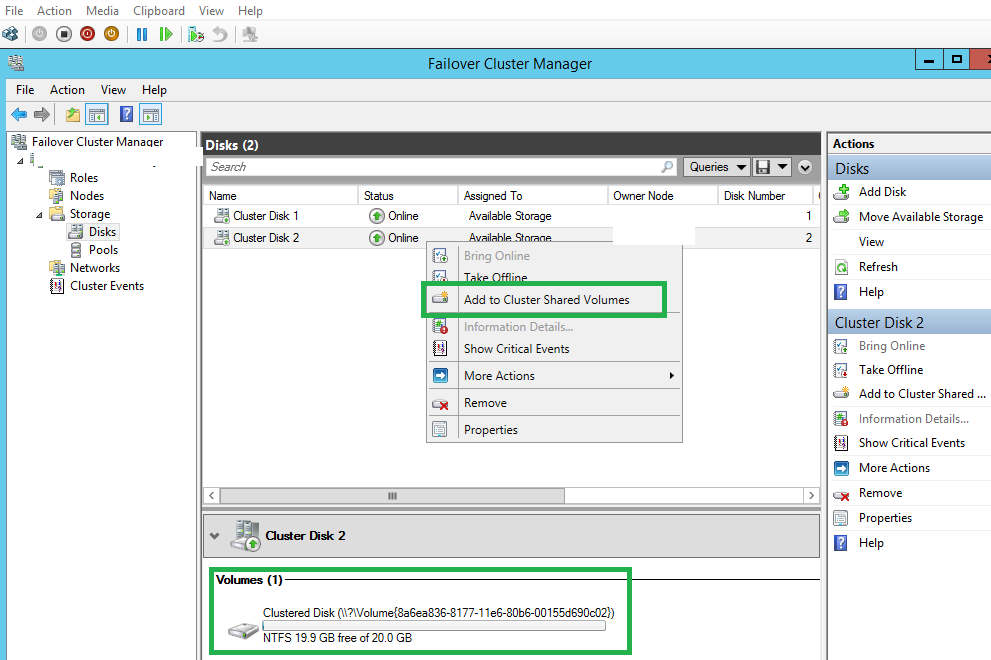 File Action Media Clipboard View Help
Failover Cluster Manager
File Action View Help
Failover Cluster Manager
Roles
Nodes
Storage
Disks
Pools
Networks
Cluster Events
Disks (2)
Search
Queries
Name Status Assigned To Owner Node Disk Number
Cluster Disk 1 Online Available Storage 1
Cluster Disk 2 Online Available Storage 2
Bring Online
Take Offline
Add to Cluster Shared Volumes
Information Details...
Show Critical Events
More Actions
Remove
Properties
Cluster Disk 2
Volumes (1)
Clustered Disk (\\?\Volume{8a6ea836-8177-11e6-80b6-00155d690c02})
NTFS 19.9 GB free of 20.0 GB
Actions
Disks
Add Disk
Move Available Storage
View
Refresh
Help
Cluster Disk 2
Bring Online
Take Offline
Add to Cluster Shared ...
Information Details...
Show Critical Events
More Actions
Remove
Properties
Help